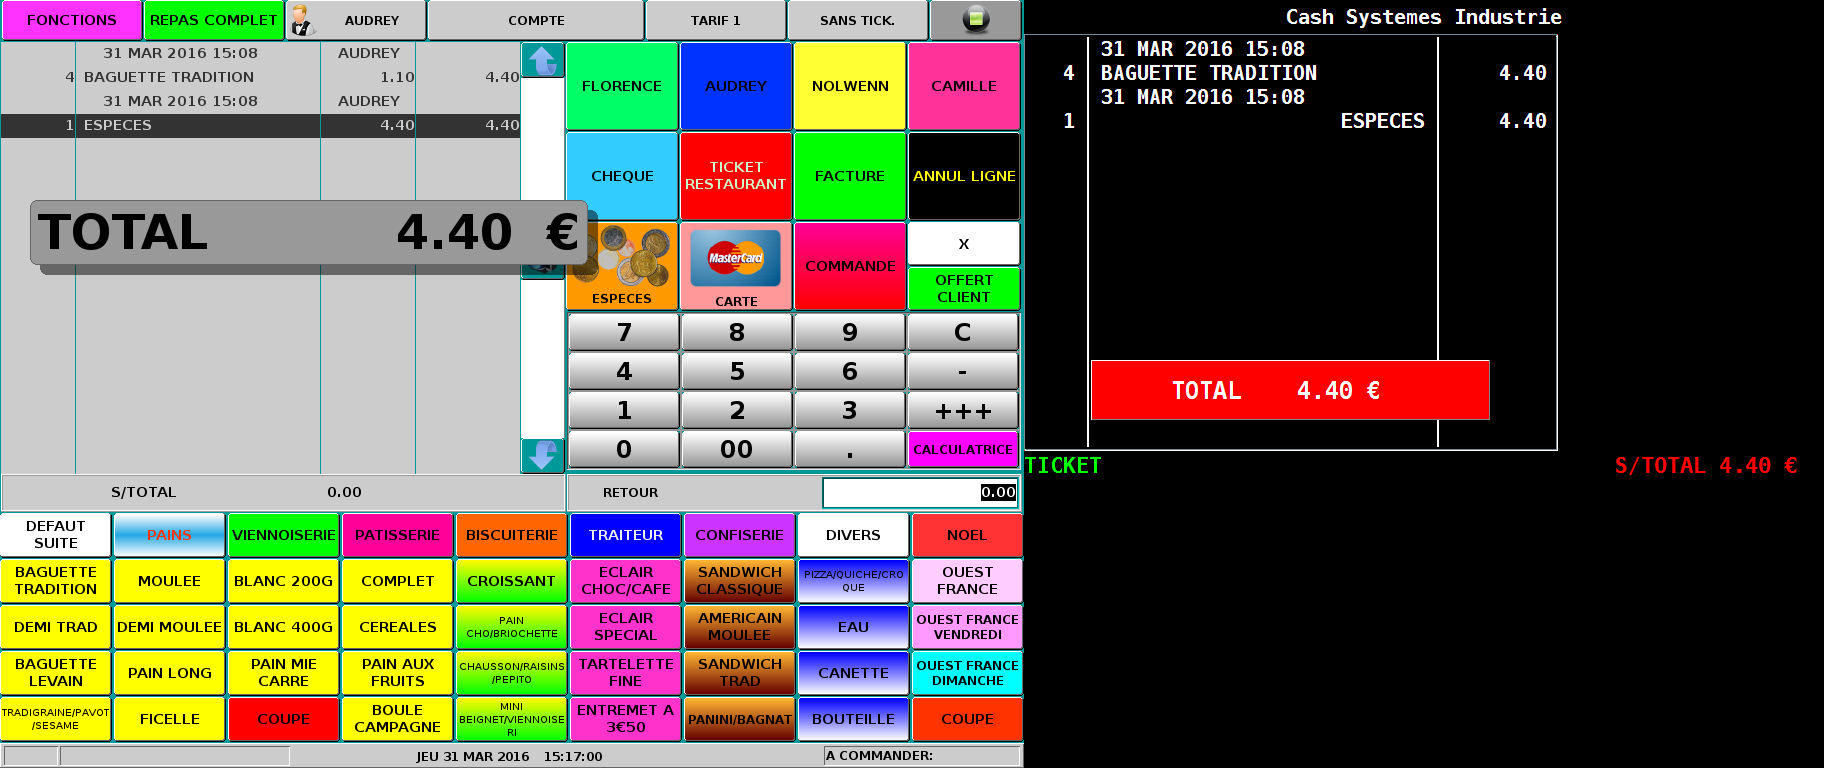 FONCTIONS
REPAS COMPLET
AUDREY
COMPTE
TARIF 1
SANS TICK.
31 MAR 2016 15:08 AUDREY
4 BAGUETTE TRADITION 1.10 4.40
31 MAR 2016 15:08 AUDREY
1 ESPECES 4.40 4.40
TOTAL 4.40 €
FLORENCE
AUDREY
NOLWENN
CAMILLE
CHEQUE
TICKET
RESTAURANT
FACTURE
ANNUL LIGNE
ESPECES
MasterCard
CARTE
COMMANDE
X
OFFERT
CLIENT
7 8 9 C
4 5 6 -
1 2 3 +++
0 00 .
CALCULATRICE
S/TOTAL 0.00
RETOUR 0.00
DEFAUT
SUITE
PAINS
VIENNOISERIE
PATISSERIE
BISCUITERIE
TRAITEUR
CONFISERIE
DIVERS
NOEL
BAGUETTE
TRADITION
MOULEE
BLANC 200G
COMPLET
CROISSANT
ECLAIR
CHOC/CAFE
SANDWICH
CLASSIQUE
PIZZA/QUICHE/CRO
QUE
OUEST
FRANCE
DEMI TRAD
DEMI MOULEE
BLANC 400G
CEREALES
PAIN
CHO/BRIOCHETTE
ECLAIR
SPECIAL
AMERICAIN
MOULEE
EAU
OUEST FRANCE
VENDREDI
BAGUETTE
LEVAIN
PAIN LONG
PAIN MIE
CARRE
PAIN AUX
FRUITS
CHAUSSON/RAISINS
/PEPITO
TARTELETTE
FINE
SANDWICH
TRAD
CANETTE
OUEST FRANCE
DIMANCHE
TRADIGRAINE/PAVOT
/SESAME
FICELLE
COUPE
BOULE
CAMPAGNE
MINI
BEIGNET/VIENNOISE
RI
ENTREMET A
3€50
PANINI/BAGNAT
BOUTEILLE
COUPE
JEU 31 MAR 2016 15:17:00
A COMMANDER:
Cash Systemes Industrie
31 MAR 2016 15:08
4 BAGUETTE TRADITION 4.40
31 MAR 2016 15:08
1 ESPECES 4.40
TOTAL 4.40 €
TICKET
S/TOTAL 4.40 €